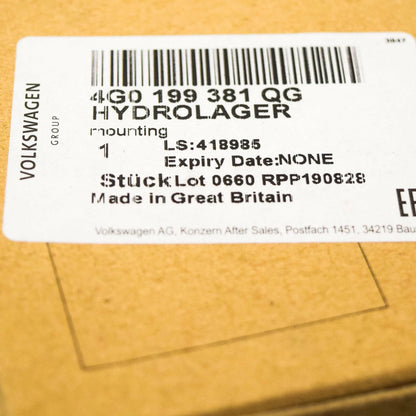 3847
VOLKSWAGEN
GROUP
4G0 199 381 QG
HYDROLAGER
mounting
1 LS:418985
Expiry Date:NONE
Stück Lot 0660 RPP190828
Made in Great Britain
Volkswagen AG, Konzern After Sales, Postfach 1451, 34219 Bau